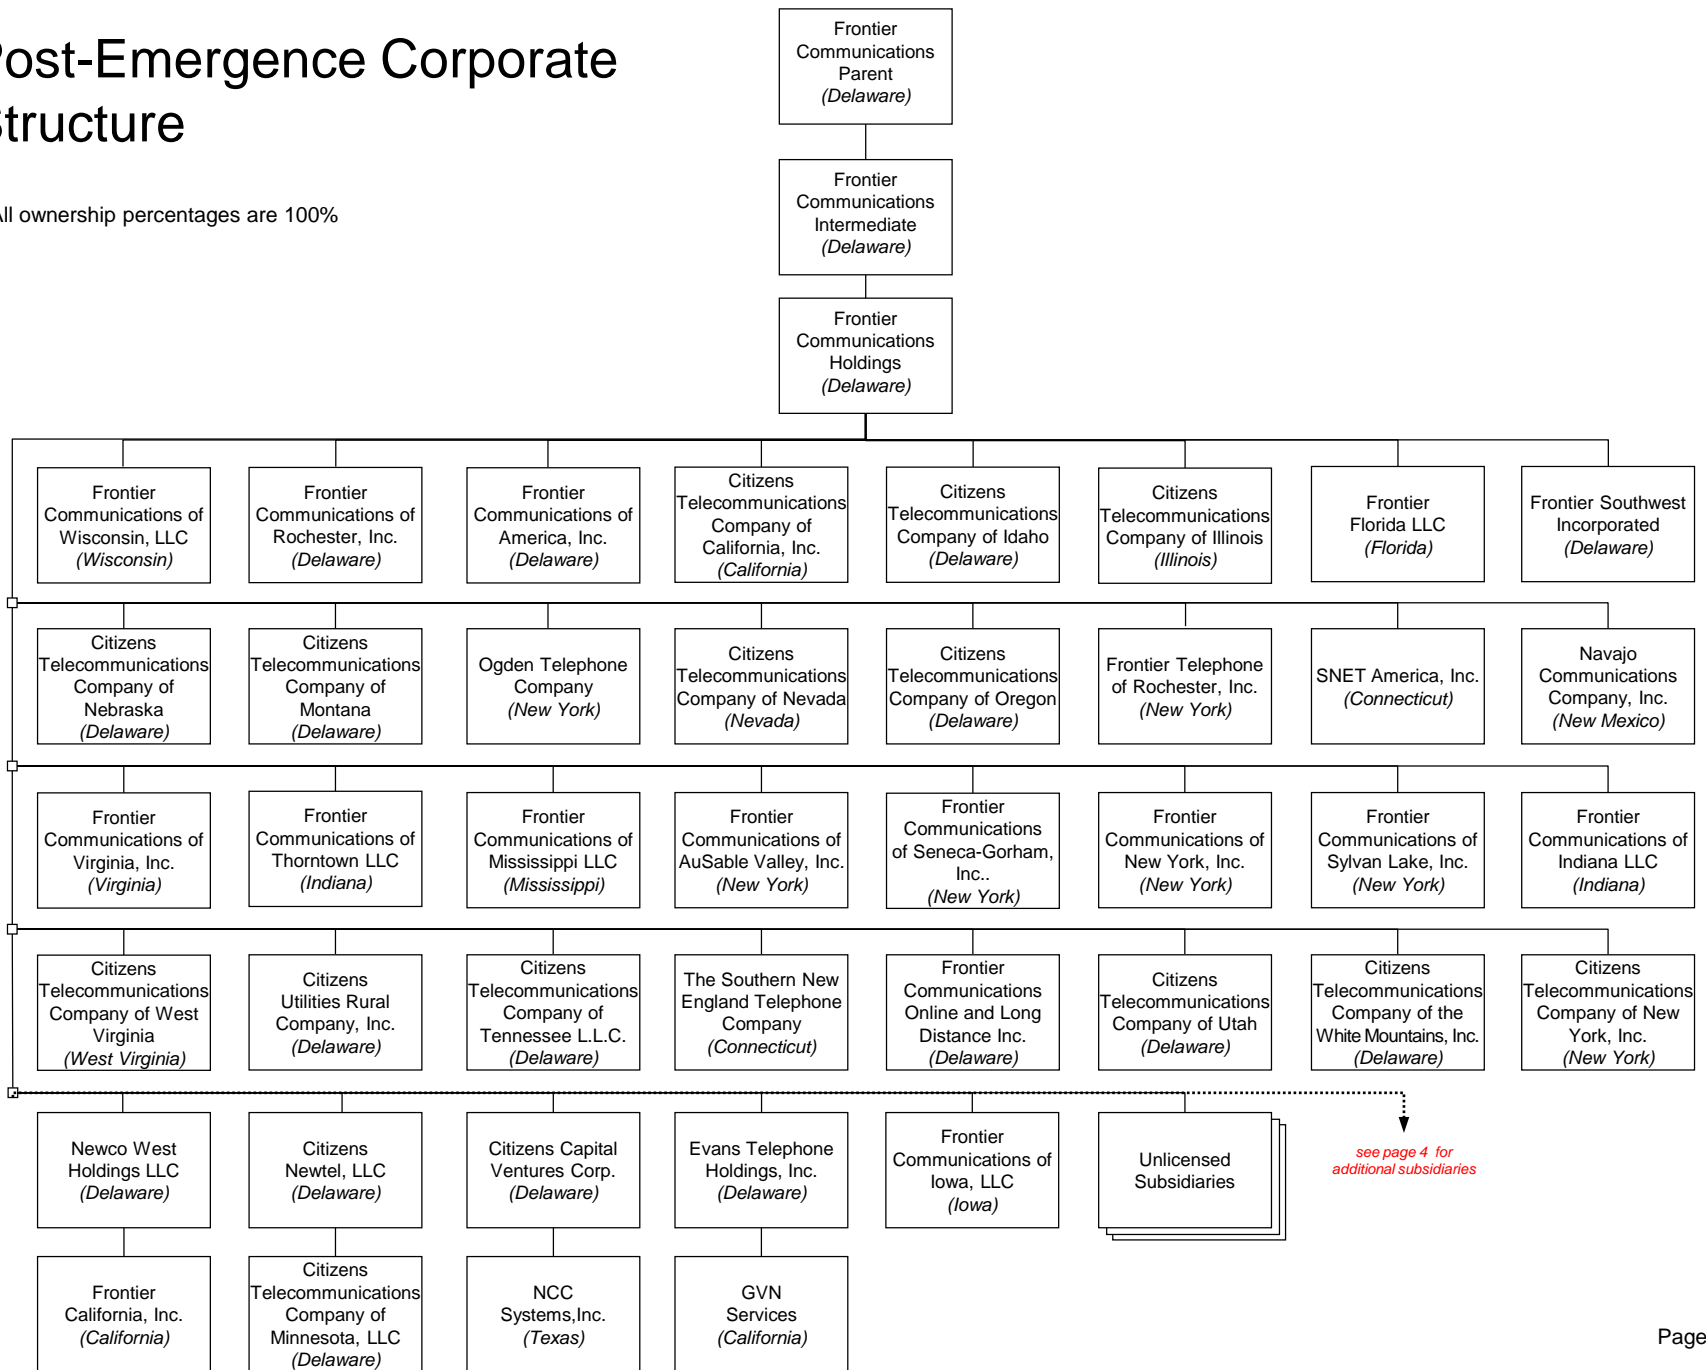 Frontier
Communications
Parent
(Delaware)
Post-Emergence Corporate
Structure
Frontier
Communications
Intermediate
(Delaware)
All ownership percentages are 100%
Frontier
Communications
Holdings
(Delaware)
Frontier
Communications of
Wisconsin, LLC
(Wisconsin)
Frontier
Communications of
Rochester, Inc.
(Delaware)
Frontier
Communications of
America, Inc.
(Delaware)
Citizens
Telecommunications
Company of
California, Inc.
(California)
Citizens
Telecommunications
Company of Idaho
(Delaware)
Citizens
Telecommunications
Company of Illinois
(Illinois)
Frontier
Florida LLC
(Florida)
Frontier Southwest
Incorporated
(Delaware)
Citizens
Telecommunications
Company of
Nebraska
(Delaware)
Citizens
Telecommunications
Company of
Montana
(Delaware)
Ogden Telephone
Company
(New York)
Citizens
Telecommunications
Company of Nevada
(Nevada)
Citizens
Telecommunications
Company of Oregon
(Delaware)
Frontier Telephone
of Rochester, Inc.
(New York)
SNET America, Inc.
(Connecticut)
Navajo
Communications
Company, Inc.
(New Mexico)
Frontier
Communications of
Virginia, Inc.
(Virginia)
Frontier
Communications of
Thorntown LLC
(Indiana)
Frontier
Communications of
Mississippi LLC
(Mississippi)
Frontier
Communications of
AuSable Valley, Inc.
(New York)
Frontier
Communications
of Seneca-Gorham,
Inc..
(New York)
Frontier
Communications of
New York, Inc.
(New York)
Frontier
Communications of
Sylvan Lake, Inc.
(New York)
Frontier
Communications of
Indiana LLC
(Indiana)
Citizens
Telecommunications
Company of West
Virginia
(West Virginia)
Citizens
Utilities Rural
Company, Inc.
(Delaware)
Citizens
Telecommunications
Company of
Tennessee L.L.C.
(Delaware)
The Southern New
England Telephone
Company
(Connecticut)
Frontier
Communications
Online and Long
Distance Inc.
(Delaware)
Citizens
Telecommunications
Company of Utah
(Delaware)
Citizens
Telecommunications
Company of the
White Mountains, Inc.
(Delaware)
Citizens
Telecommunications
Company of New
York, Inc.
(New York)
Newco West
Holdings LLC
(Delaware)
Citizens
Newtel, LLC
(Delaware)
Citizens Capital
Ventures Corp.
(Delaware)
Evans Telephone
Holdings, Inc.
(Delaware)
Frontier
Communications of
Iowa, LLC
(Iowa)
Unlicensed
Subsidiaries
see page 4 for
additional subsidiaries
Frontier
California, Inc.
(California)
Citizens
Telecommunications
Company of
Minnesota, LLC
(Delaware)
NCC
Systems,Inc.
(Texas)
GVN
Services
(California)
Page